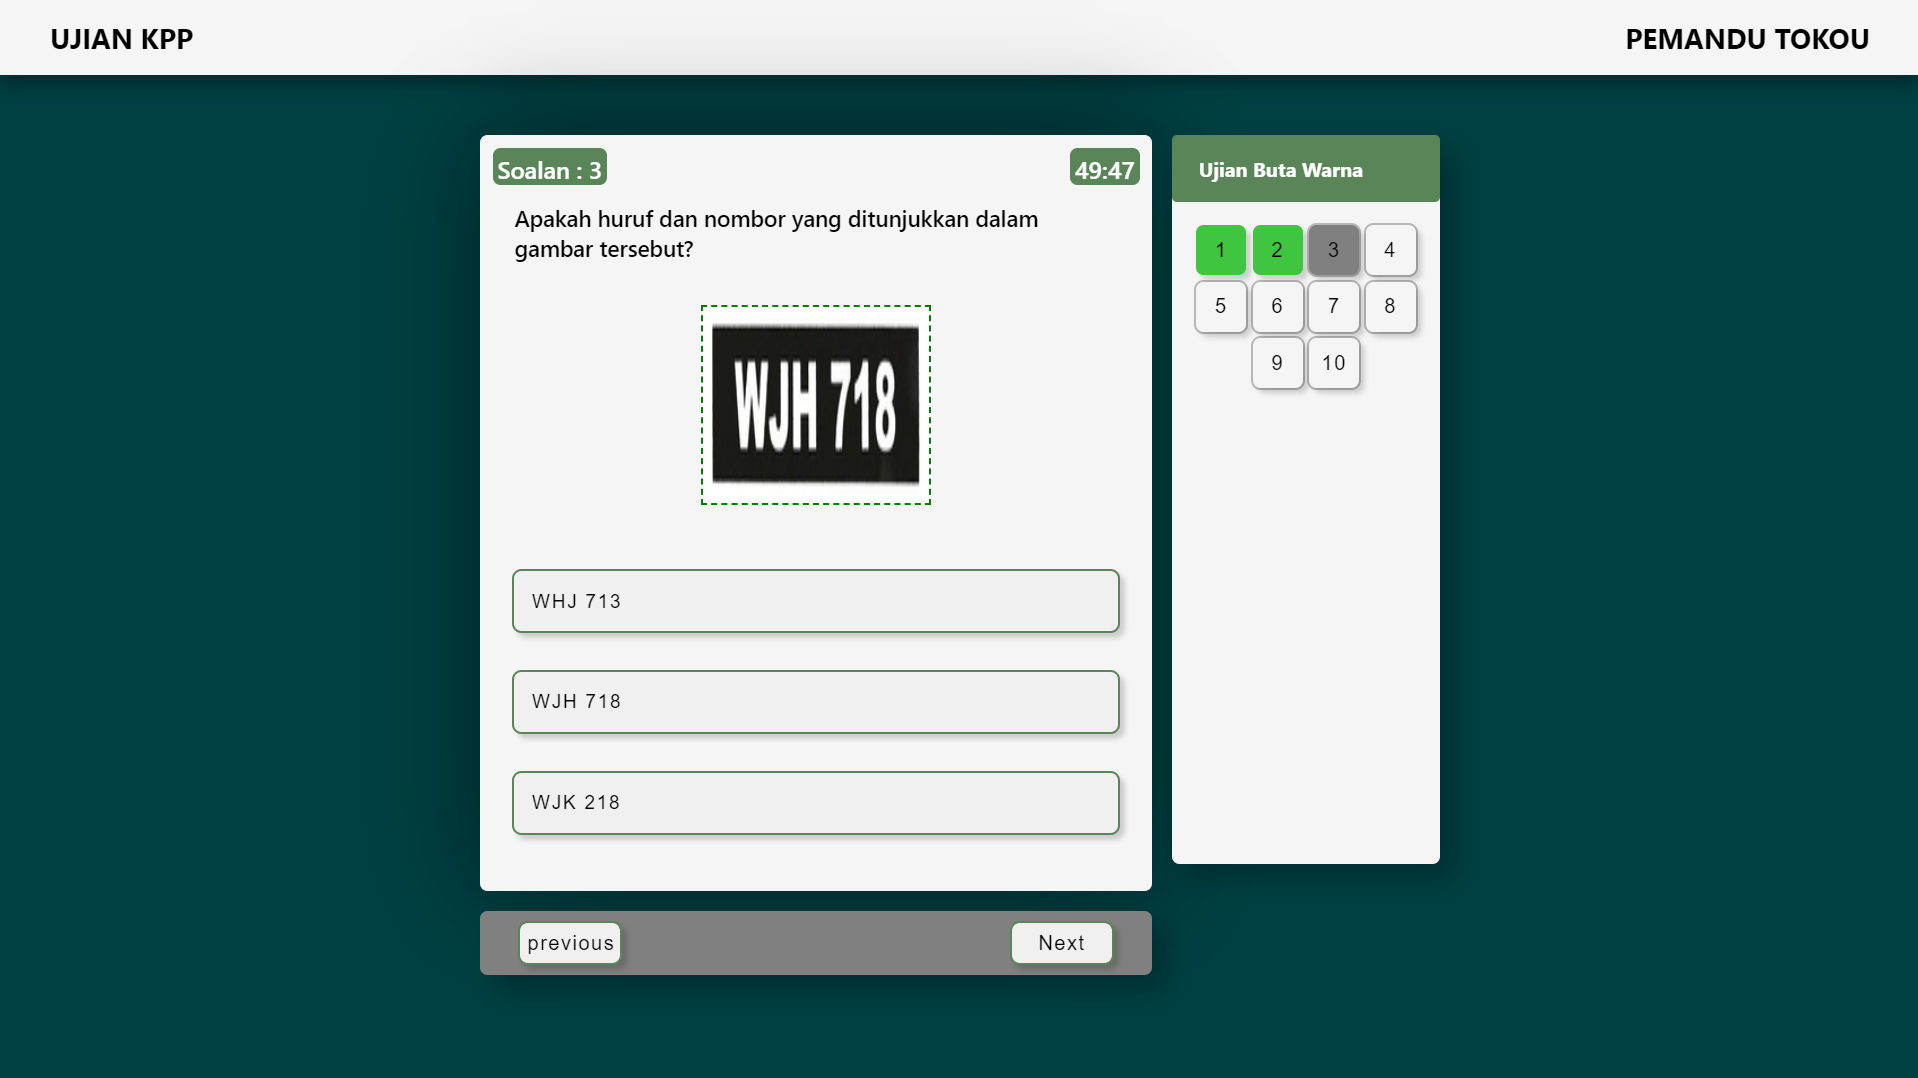 UJIAN KPP
PEMANDU TOKOU
Soalan : 3
49:47
Apakah huruf dan nombor yang ditunjukkan dalam
gambar tersebut?
WJH 718
WHJ 713
WJH 718
WJK 218
previous
Next
Ujian Buta Warna
1 2 3 4
5 6 7 8
9 10